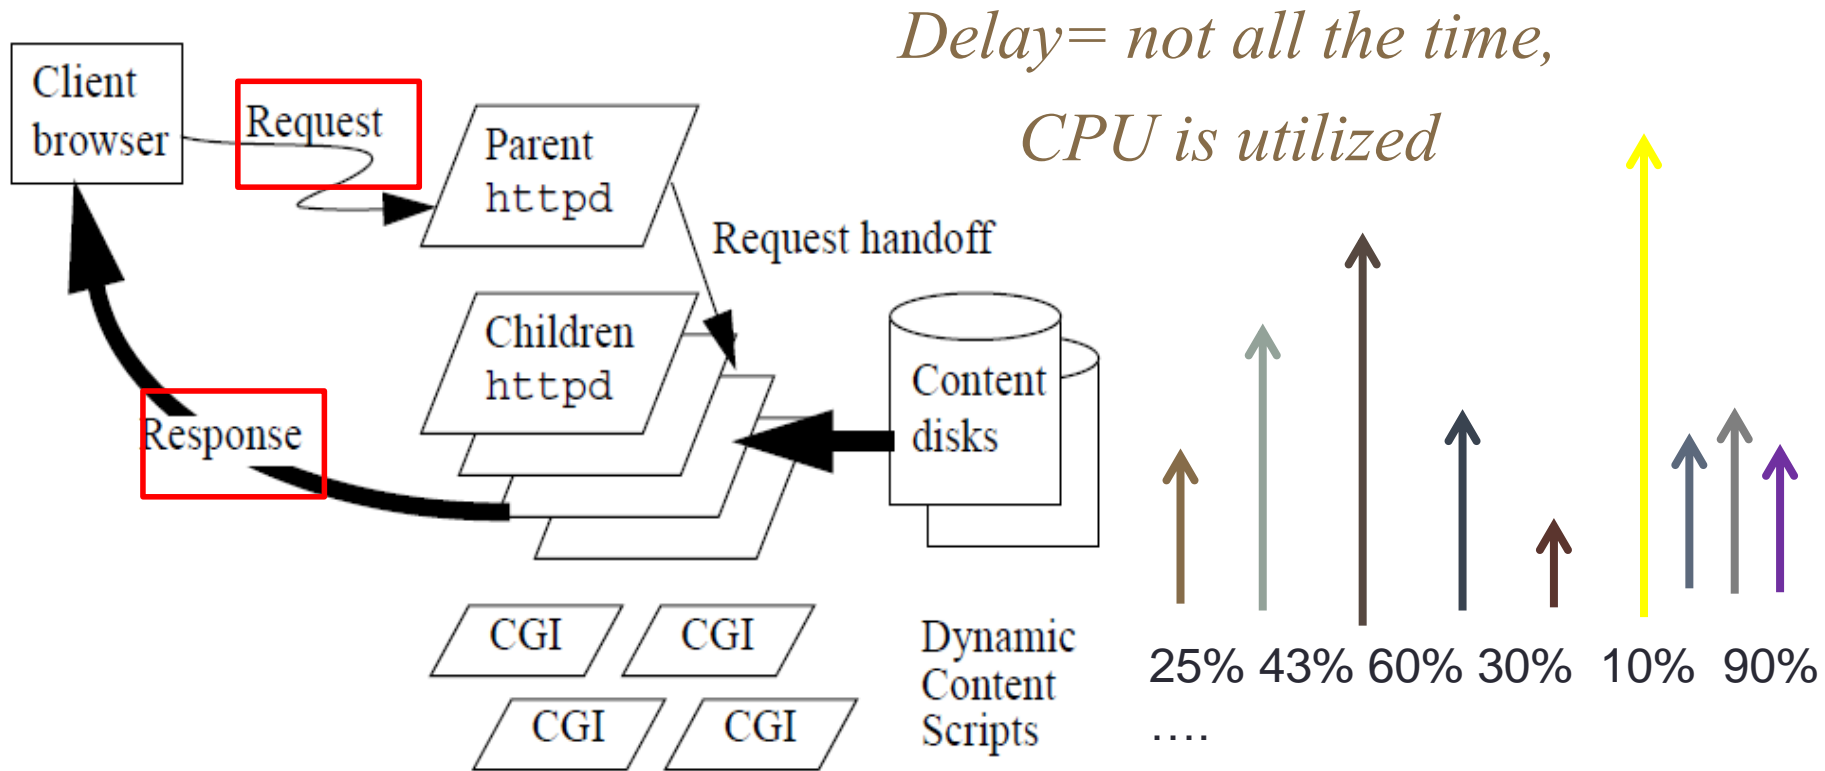 Delay= not all the time,
CPU is utilized
Client
browser
Request
Parent
httpd
Request handoff
Children
httpd
Content
disks
Response
CGI
CGI
CGI
CGI
Dynamic
Content
Scripts
25% 43% 60% 30% 10% 90%
....